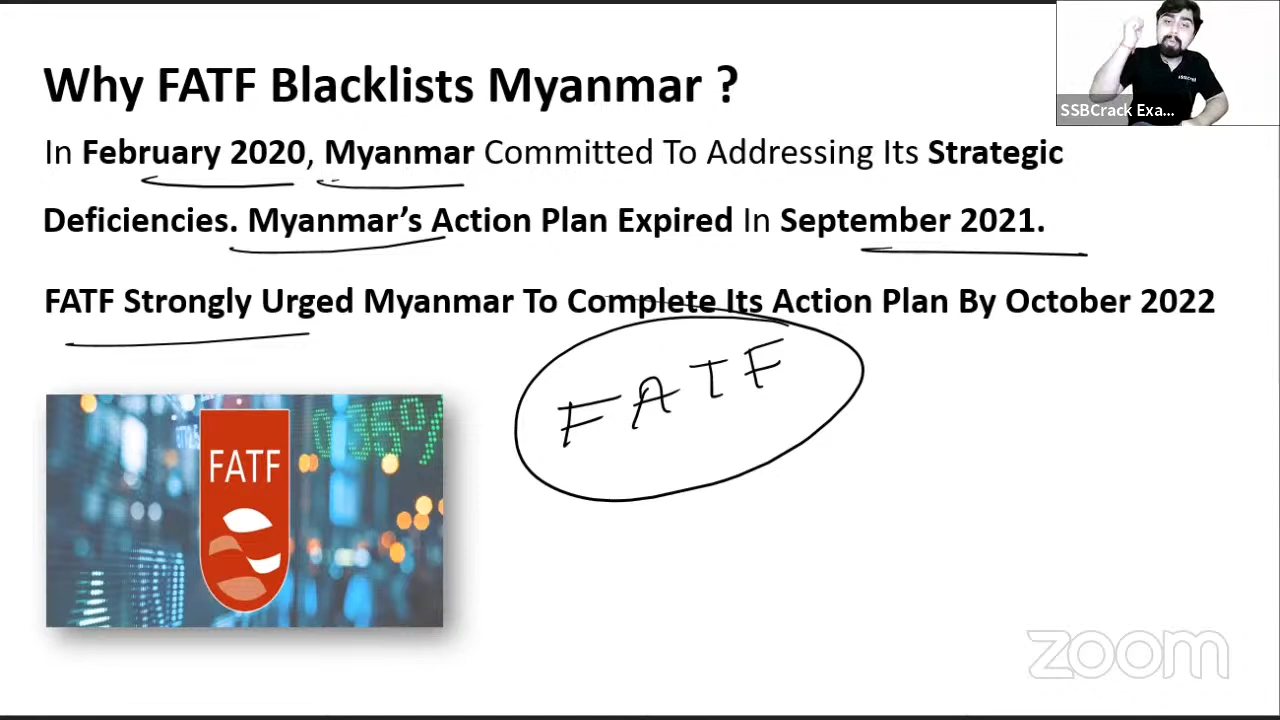 Why FATF Blacklists Myanmar ?
SSBCrack Exa...
In February 2020, Myanmar Committed To Addressing Its Strategic
Deficiencies. Myanmar's Action Plan Expired In September 2021.
FATF Strongly Urged Myanmar To Complete Its Action Plan By October 2022
FATF
FATF
zoom